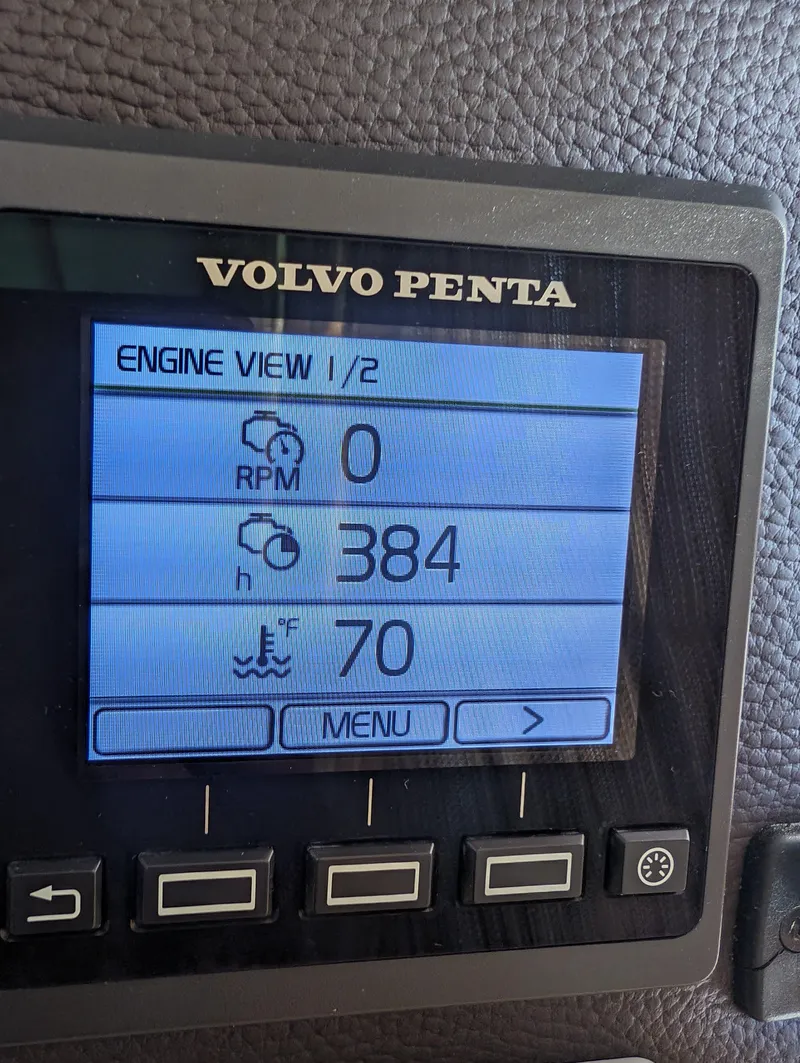 VOLVO PENTA
ENGINE VIEW 1/2
RPM 0
h 384
°F 70
MENU >